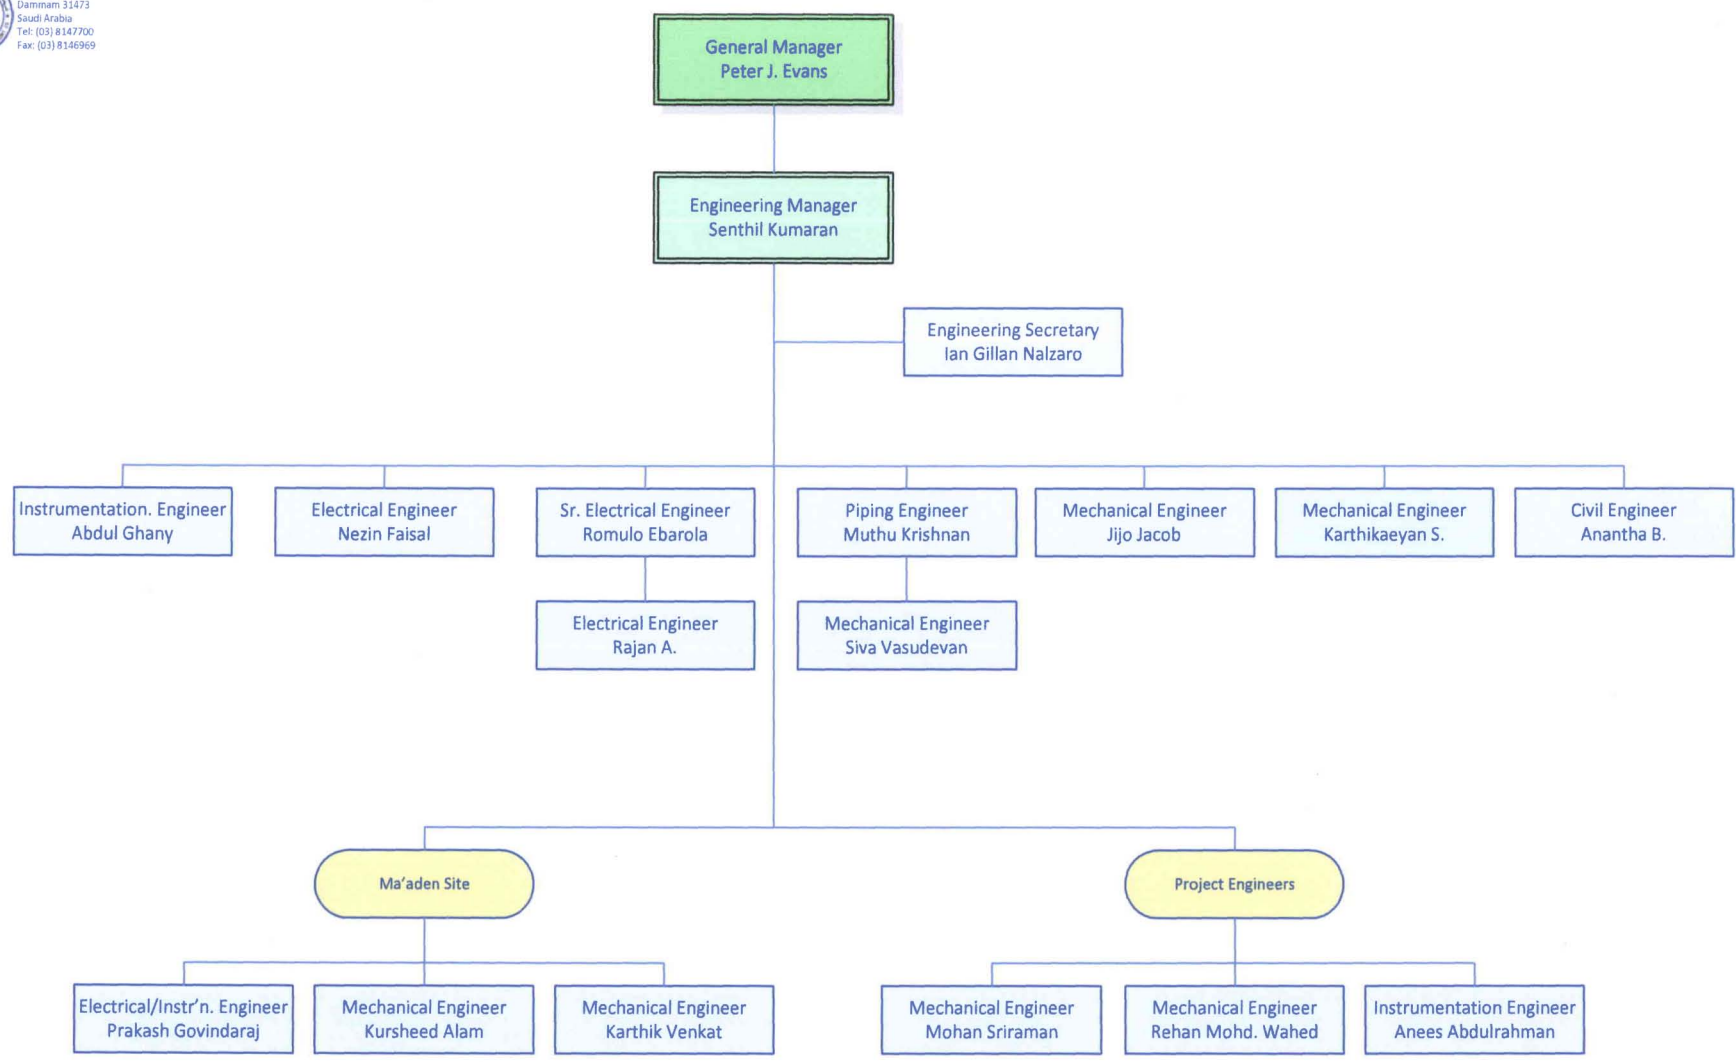 Dammam 31473
Saudi Arabia
Tel: (03) 8147700
Fax: (03) 8146969
General Manager
Peter J. Evans
Engineering Manager
Senthil Kumaran
Engineering Secretary
Ian Gillan Nalzaro
Instrumentation. Engineer
Abdul Ghany
Electrical Engineer
Nezin Faisal
Sr. Electrical Engineer
Romulo Ebarola
Piping Engineer
Muthu Krishnan
Mechanical Engineer
Jijo Jacob
Mechanical Engineer
Karthikaeyan S.
Civil Engineer
Anantha B.
Electrical Engineer
Rajan A.
Mechanical Engineer
Siva Vasudevan
Ma'aden Site
Project Engineers
Electrical/Instr'n. Engineer
Prakash Govindaraj
Mechanical Engineer
Kursheed Alam
Mechanical Engineer
Karthik Venkat
Mechanical Engineer
Mohan Sriraman
Mechanical Engineer
Rehan Mohd. Wahed
Instrumentation Engineer
Anees Abdulrahman